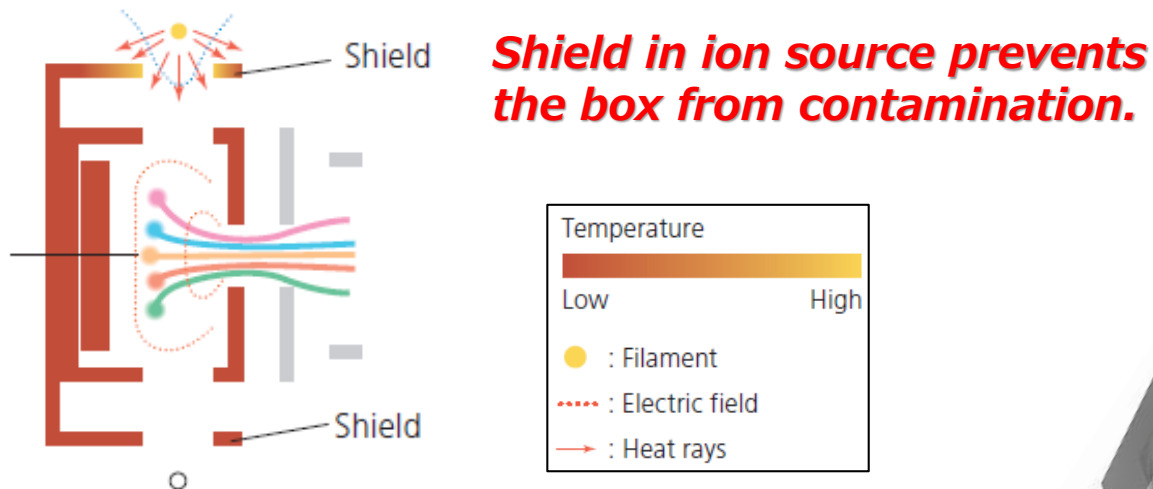 Shield
Shield in ion source prevents
the box from contamination.
Temperature
Low High
: Filament
: Electric field
: Heat rays
Shield